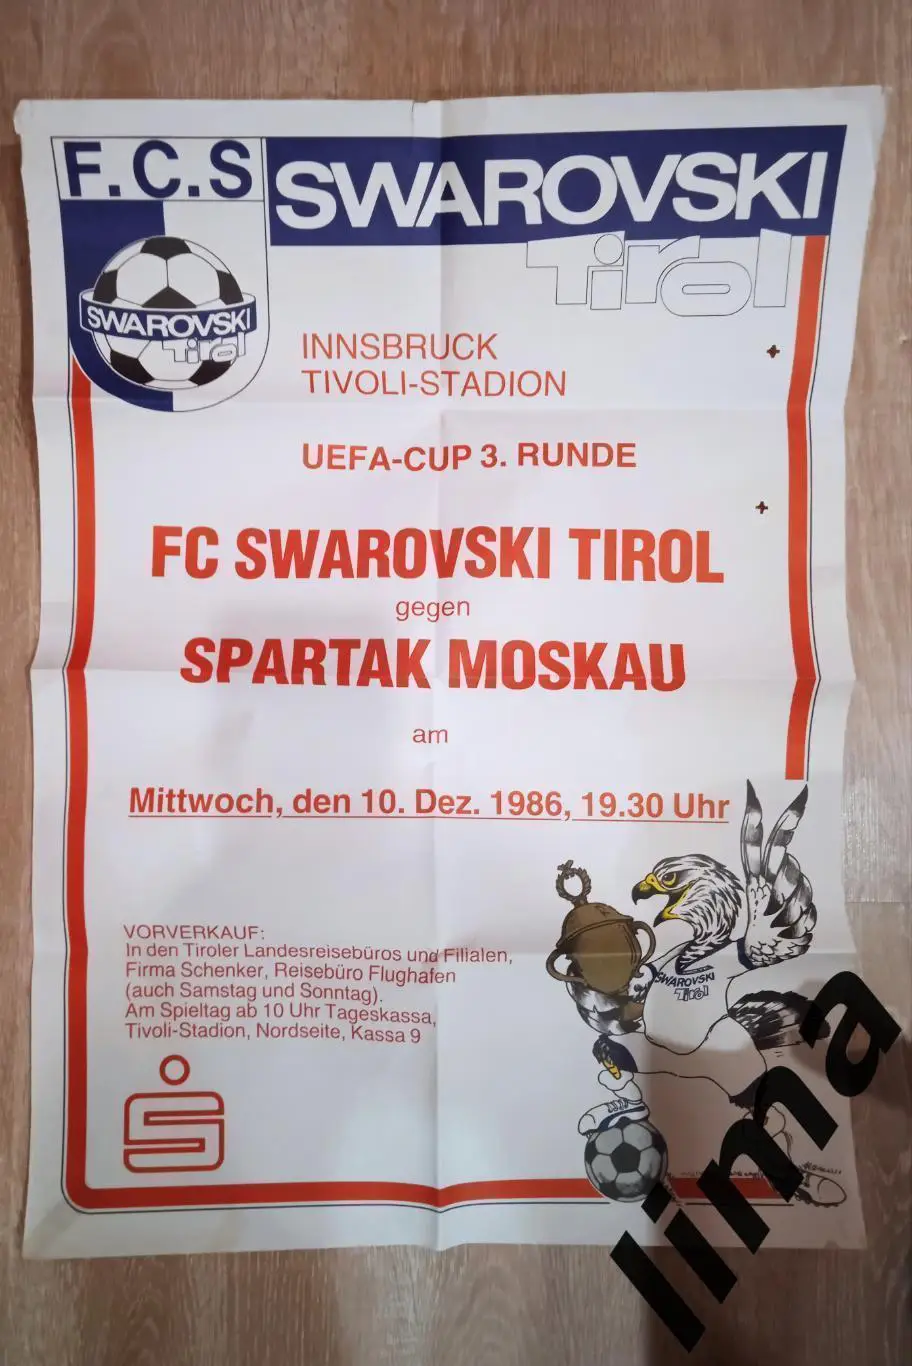 F.C.S
SWAROVSKI
Tirol
SWAROVSKI
Tirol
INNSBRUCK
TIVOLI-STADION
UEFA-CUP 3. RUNDE
FC SWAROVSKI TIROL
gegen
SPARTAK MOSKAU
am
Mittwoch, den 10. Dez. 1986, 19.30 Uhr
VORVERKAUF:
In den Tiroler Landesreisebüros und Filialen,
Firma Schenker, Reisebüro Flughafen
(auch Samstag und Sonntag).
Am Spieltag ab 10 Uhr Tageskassa,
Tivoli-Stadion, Nordseite, Kassa 9
SWAROVSKI
Tirol
lima